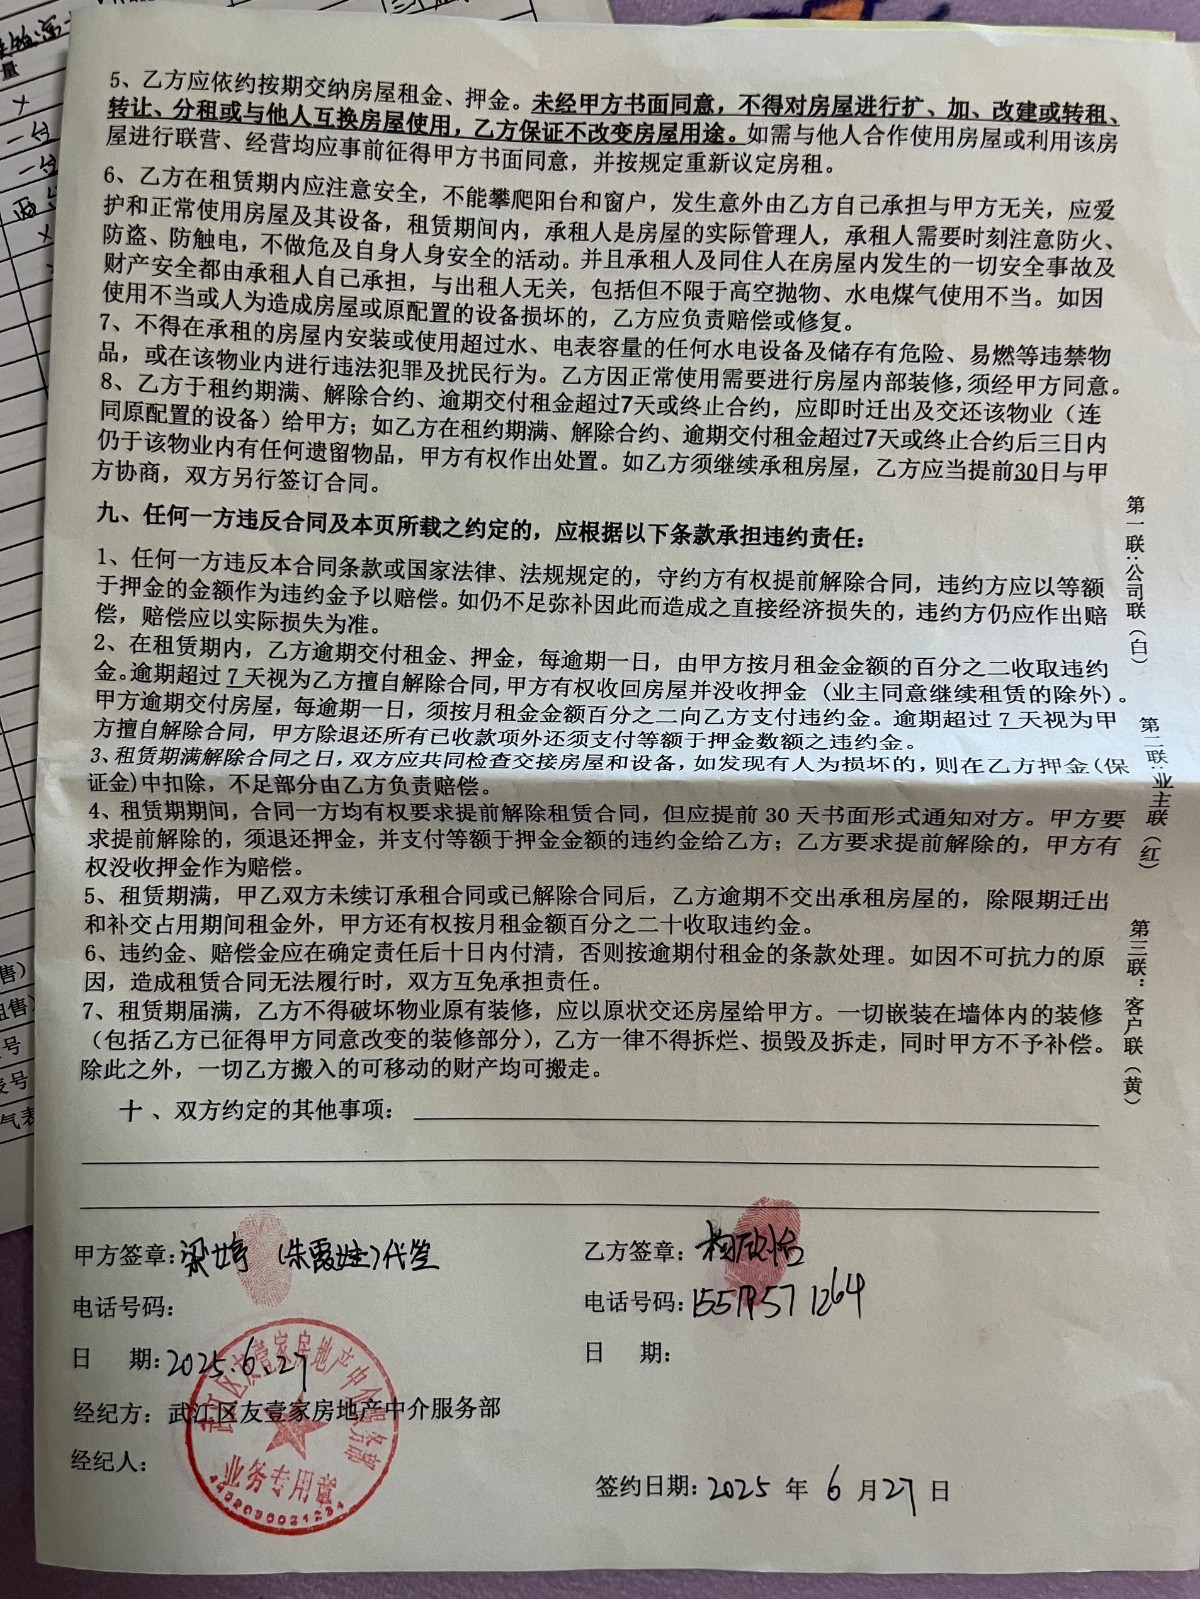 量
一台
一台
两台
5、乙方应依约按期交纳房屋租金、押金。未经甲方书面同意，不得对房屋进行扩、加、改建或转租、
转让、分租或与他人互换房屋使用，乙方保证不改变房屋用途。如需与他人合作使用房屋或利用该房
屋进行联营、经营均应事前征得甲方书面同意，并按规定重新议定房租。
6、乙方在租赁期内应注意安全，不能攀爬阳台和窗户，发生意外由乙方自己承担与甲方无关，应爱
护和正常使用房屋及其设备，租赁期间内，承租人是房屋的实际管理人，承租人需要时刻注意防火、
防盗、防触电，不做危及自身人身安全的活动。并且承租人及同住人在房屋内发生的一切安全事故及
财产安全都由承租人自己承担，与出租人无关，包括但不限于高空抛物、水电煤气使用不当。如因
使用不当或人为造成房屋或原配置的设备损坏的，乙方应负责赔偿或修复。
7、不得在承租的房屋内安装或使用超过水、电表容量的任何水电设备及储存有危险、易燃等违禁物
品，或在该物业内进行违法犯罪及扰民行为。乙方因正常使用需要进行房屋内部装修，须经甲方同意。
8、乙方于租约期满、解除合约、逾期交付租金超过7天或终止合约，应即时迁出及交还该物业（连
同原配置的设备）给甲方；如乙方在租约期满、解除合约、逾期交付租金超过7天或终止合约后三日内
仍于该物业内有任何遗留物品，甲方有权作出处置。如乙方须继续承租房屋，乙方应当提前30日与甲
方协商，双方另行签订合同。
九、任何一方违反合同及本页所载之约定的，应根据以下条款承担违约责任：
1、任何一方违反本合同条款或国家法律、法规规定的，守约方有权提前解除合同，违约方应以等额
于押金的金额作为违约金予以赔偿。如仍不足弥补因此而造成之直接经济损失的，违约方仍应作出赔
偿，赔偿应以实际损失为准。
2、在租赁期内，乙方逾期交付租金、押金，每逾期一日，由甲方按月租金金额的百分之二收取违约
金。逾期超过 7 天视为乙方擅自解除合同，甲方有权收回房屋并没收押金（业主同意继续租赁的除外）。
甲方逾期交付房屋，每逾期一日，须按月租金金额百分之二向乙方支付违约金。逾期超过 7 天视为甲
方擅自解除合同，甲方除退还所有已收款项外还须支付等额于押金数额之违约金。
3、租赁期满解除合同之日，双方应共同检查交接房屋和设备，如发现有人为损坏的，则在乙方押金(保
证金)中扣除，不足部分由乙方负责赔偿。
4、租赁期期间，合同一方均有权要求提前解除租赁合同，但应提前 30 天书面形式通知对方。甲方要
求提前解除的，须退还押金，并支付等额于押金金额的违约金给乙方；乙方要求提前解除的，甲方有
权没收押金作为赔偿。
5、租赁期满，甲乙双方未续订承租合同或已解除合同后，乙方逾期不交出承租房屋的，除限期迁出
和补交占用期间租金外，甲方还有权按月租金额百分之二十收取违约金。
6、违约金、赔偿金应在确定责任后十日内付清，否则按逾期付租金的条款处理。如因不可抗力的原
因，造成租赁合同无法履行时，双方互免承担责任。
7、租赁期届满，乙方不得破坏物业原有装修，应以原状交还房屋给甲方。一切嵌装在墙体内的装修
（包括乙方已征得甲方同意改变的装修部分），乙方一律不得拆烂、损毁及拆走，同时甲方不予补偿。
除此之外，一切乙方搬入的可移动的财产均可搬走。
十、双方约定的其他事项：
第一联：公司联（白）
第二联：业主联（红）
第三联：客户联（黄）
甲方签章：梁婷（朱霞娃）代签
电话号码：
日 期：2025.6.27
经纪方：武江区友壹家房地产中介服务部
经纪人：
乙方签章：
电话号码：15579571264
日 期：
签约日期：2025 年 6 月 27 日
武江区友壹家房地产中介服务部
业务专用章